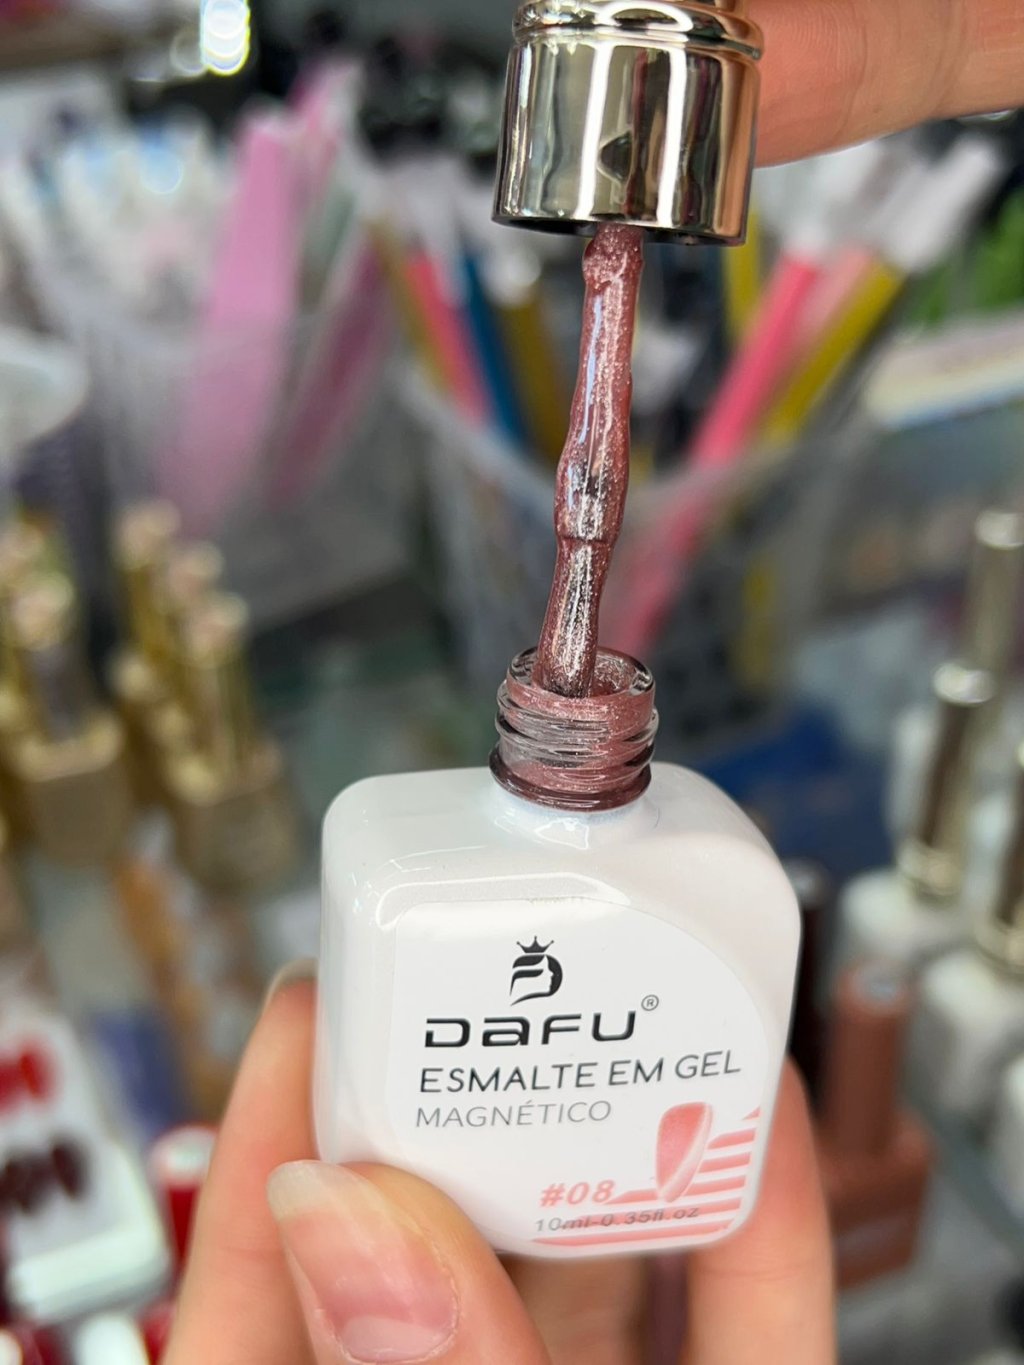 DAFU®
ESMALTE EM GEL
MAGNÉTICO
#08
10ml-0.35fl.oz